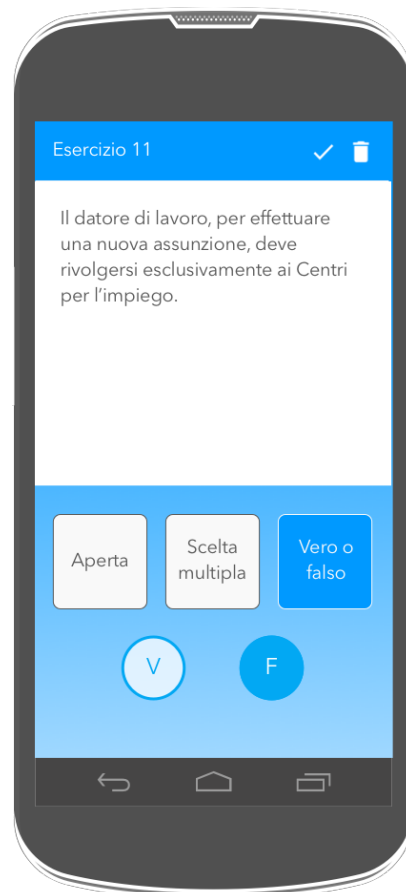 Esercizio 11
Il datore di lavoro, per effettuare
una nuova assunzione, deve
rivolgersi esclusivamente ai Centri
per l'impiego.
Aperta
Scelta
multipla
Vero o
falso
V
F